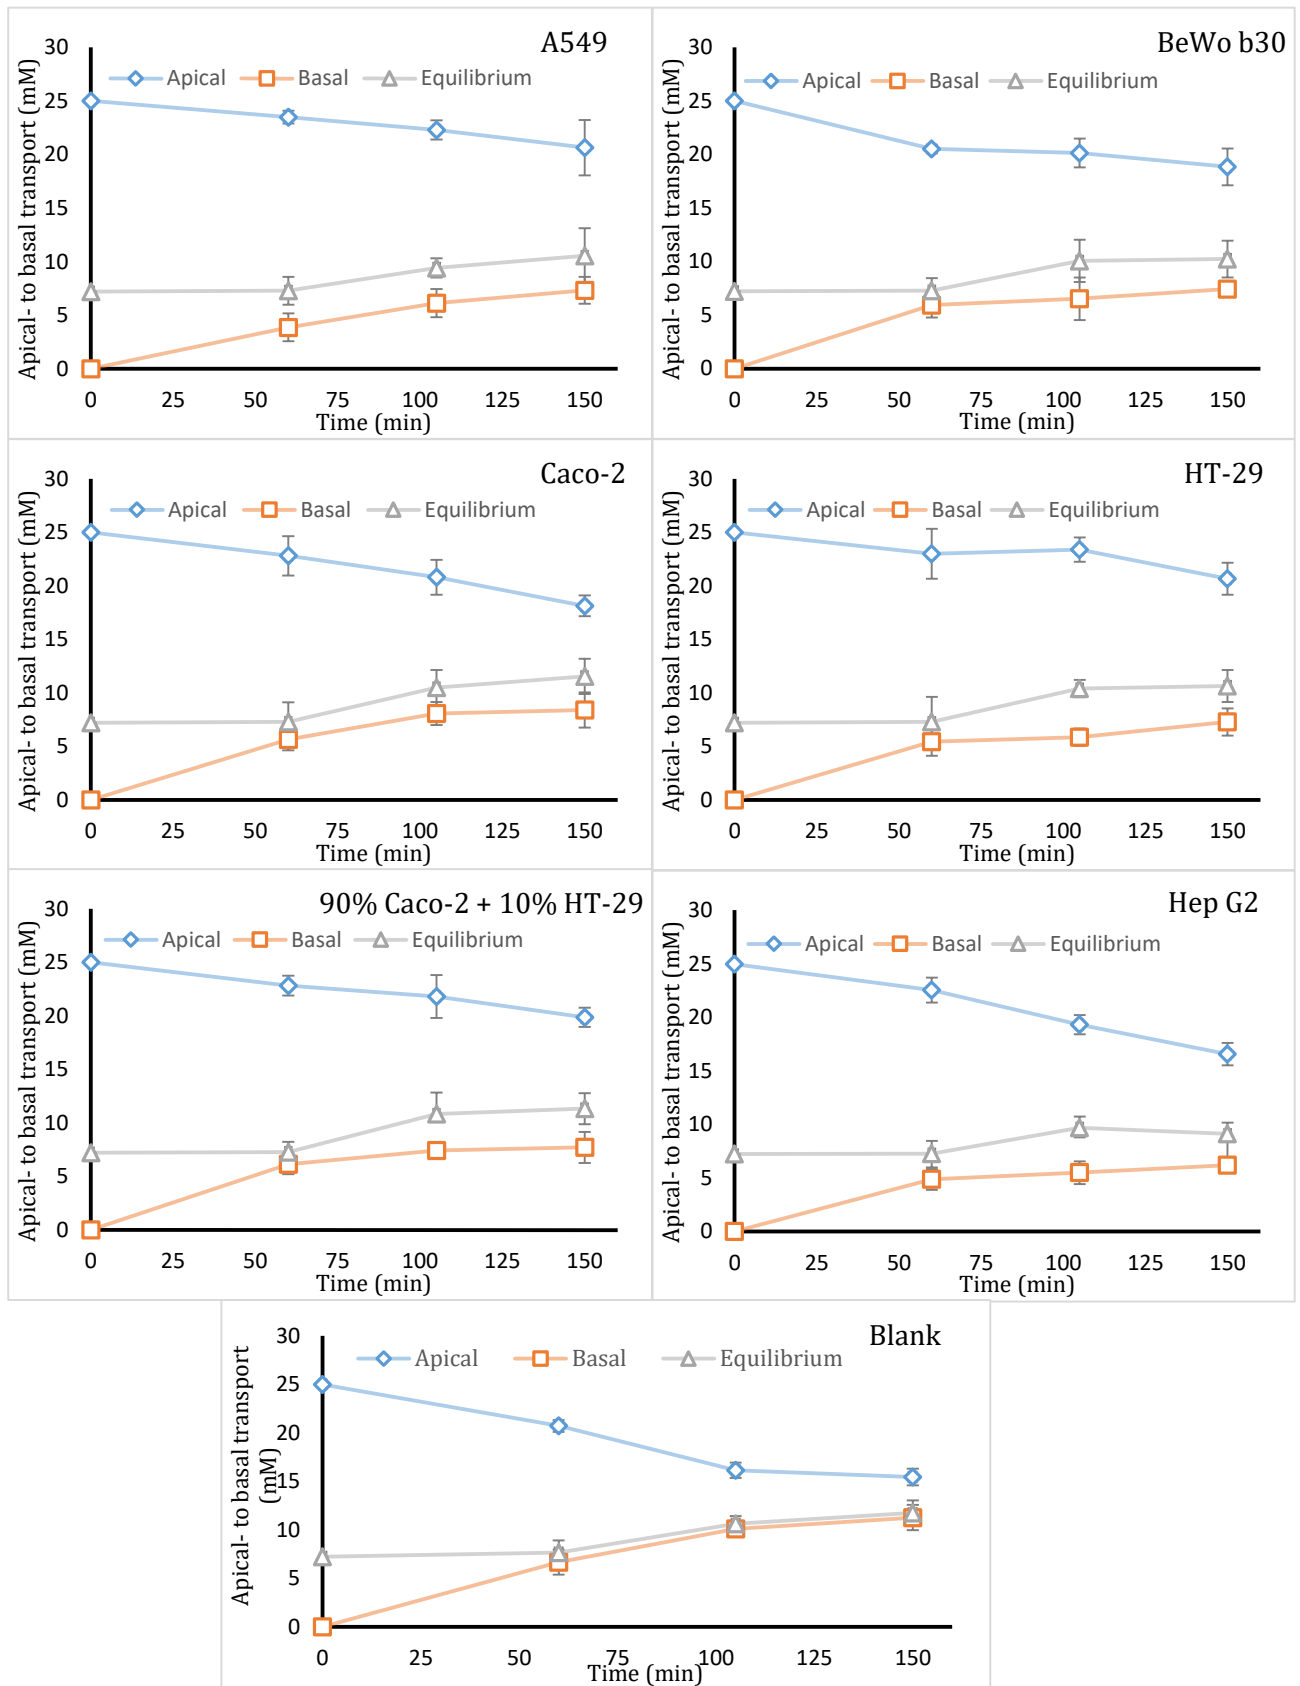 A549
Apical Basal Equilibrium
Apical- to basal transport (mM)
30
25
20
15
10
5
0
0 25 50 75 100 125 150
Time (min)
BeWo b30
Apical Basal Equilibrium
Apical- to basal transport (mM)
30
25
20
15
10
5
0
0 25 50 75 100 125 150
Time (min)
Caco-2
Apical Basal Equilibrium
Apical- to basal transport (mM)
30
25
20
15
10
5
0
0 25 50 75 100 125 150
Time (min)
HT-29
Apical Basal Equilibrium
Apical- to basal transport (mM)
30
25
20
15
10
5
0
0 25 50 75 100 125 150
Time (min)
90% Caco-2 + 10% HT-29
Apical Basal Equilibrium
Apical- to basal transport (mM)
30
25
20
15
10
5
0
0 25 50 75 100 125 150
Time (min)
Hep G2
Apical Basal Equilibrium
Apical- to basal transport (mM)
30
25
20
15
10
5
0
0 25 50 75 100 125 150
Time (min)
Blank
Apical Basal Equilibrium
Apical- to basal transport
(mM)
30
25
20
15
10
5
0
0 25 50 75 100 125 150
Time (min)